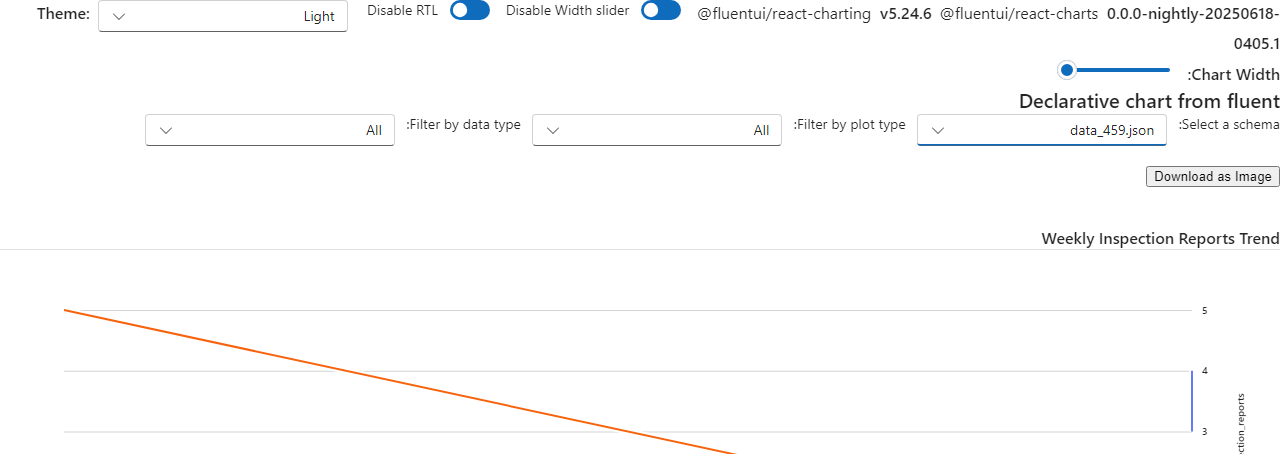 Theme: Light Disable RTL Disable Width slider @fluentui/react-charting v5.24.6 @fluentui/react-charts 0.0.0-nightly-20250618-
0405.1
:Chart Width
Declarative chart from fluent
:Select a schema data_459.json :Filter by plot type All :Filter by data type All
Download as Image
Weekly Inspection Reports Trend
5
4
3